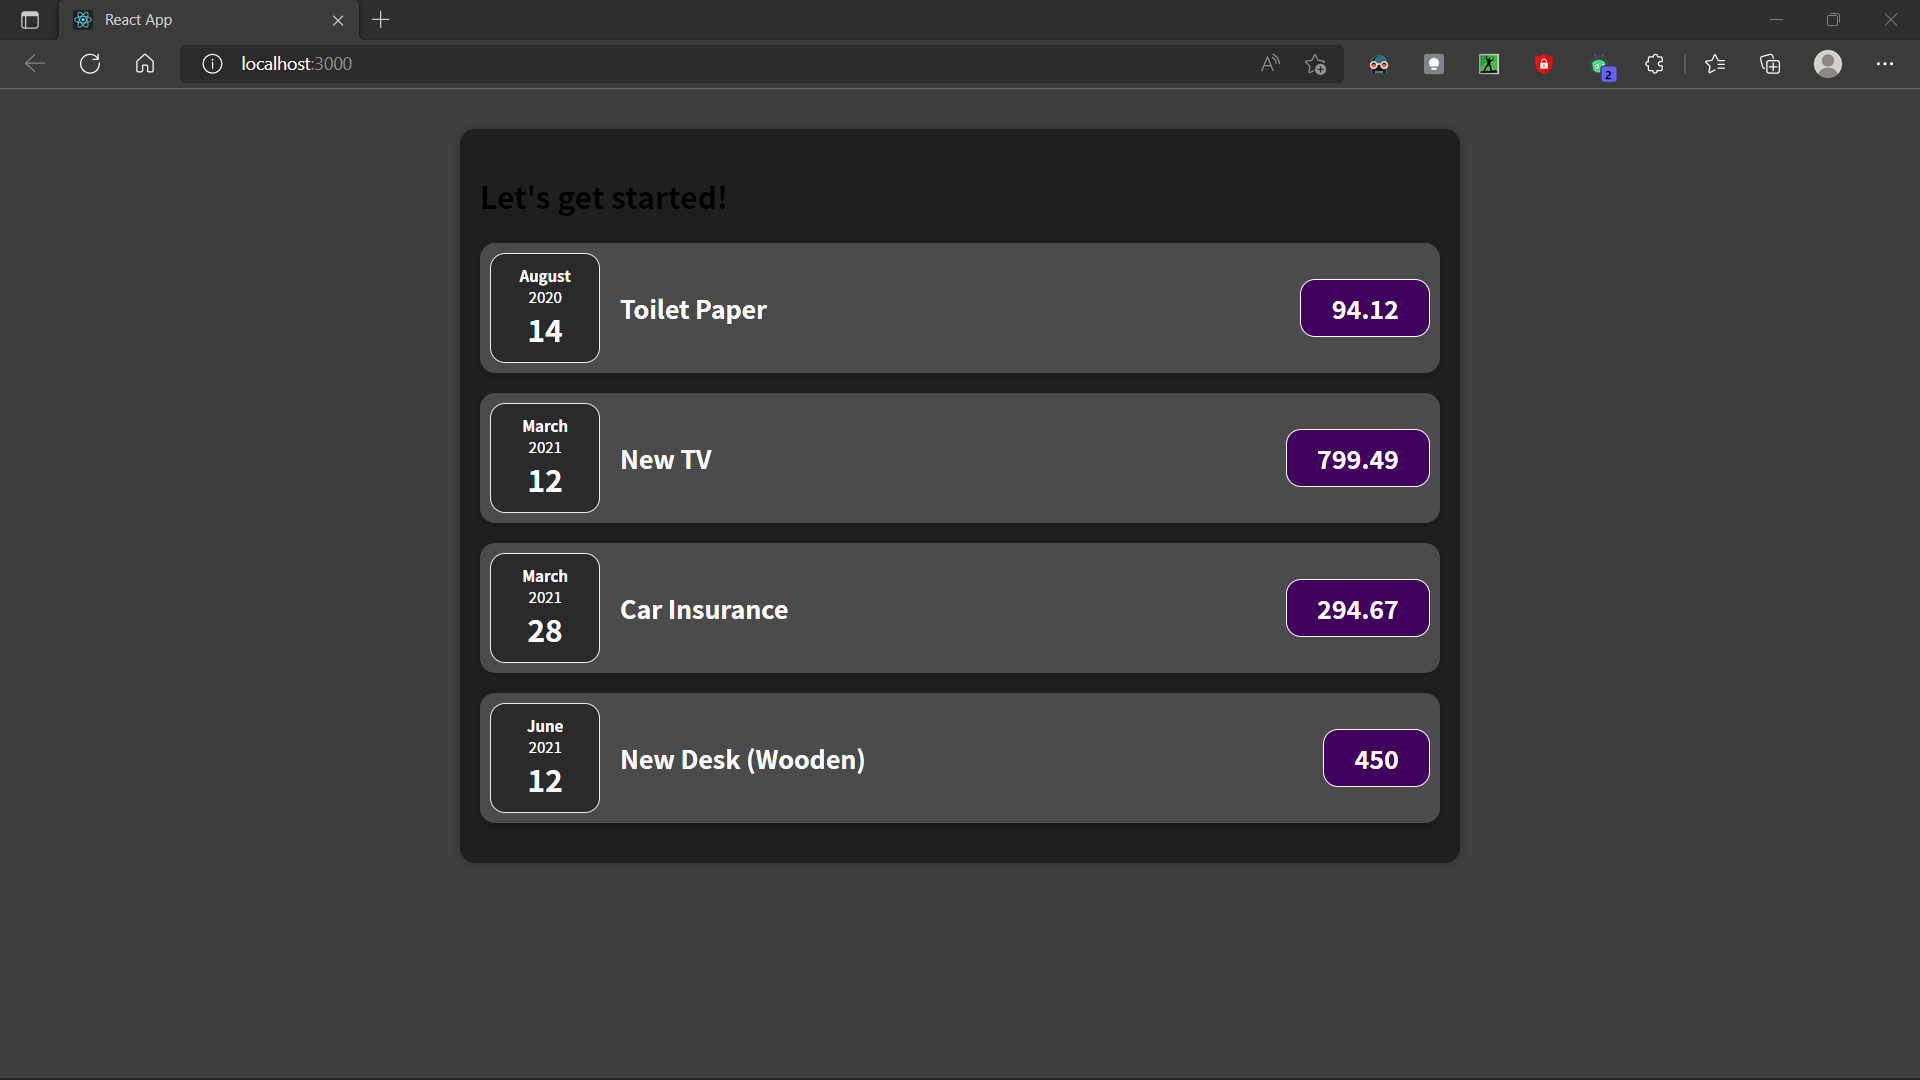 React App
localhost:3000
2
Let's get started!
August
2020
14
Toilet Paper
94.12
March
2021
12
New TV
799.49
March
2021
28
Car Insurance
294.67
June
2021
12
New Desk (Wooden)
450